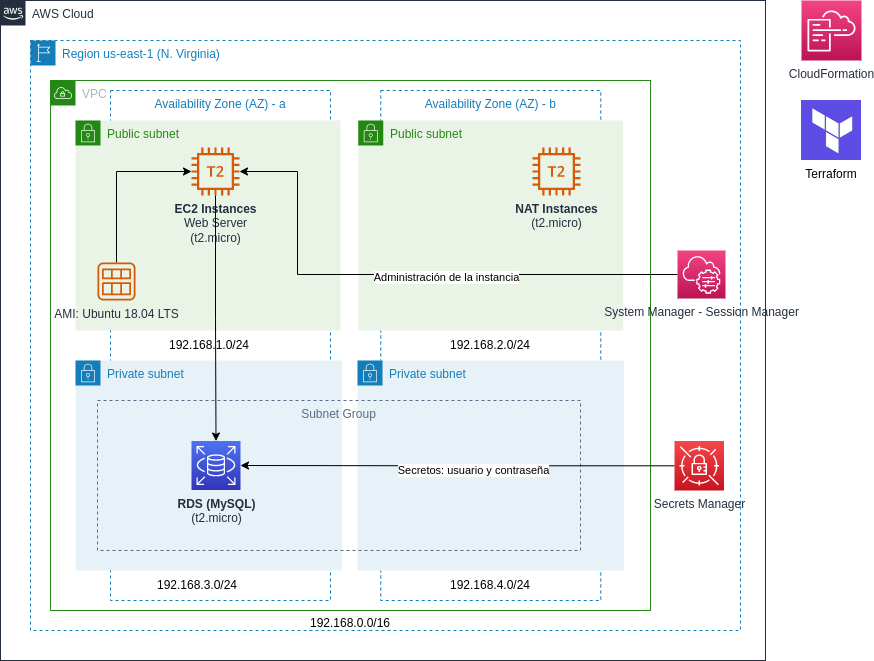 aws
AWS Cloud
CloudFormation
Terraform
Region us-east-1 (N. Virginia)
VPC
Availability Zone (AZ) - a
Availability Zone (AZ) - b
Public subnet
Public subnet
T2
EC2 Instances
Web Server
(t2.micro)
T2
NAT Instances
(t2.micro)
Administración de la instancia
AMI: Ubuntu 18.04 LTS
System Manager - Session Manager
192.168.1.0/24
192.168.2.0/24
Private subnet
Private subnet
Subnet Group
RDS (MySQL)
(t2.micro)
Secretos: usuario y contraseña
Secrets Manager
192.168.3.0/24
192.168.4.0/24
192.168.0.0/16